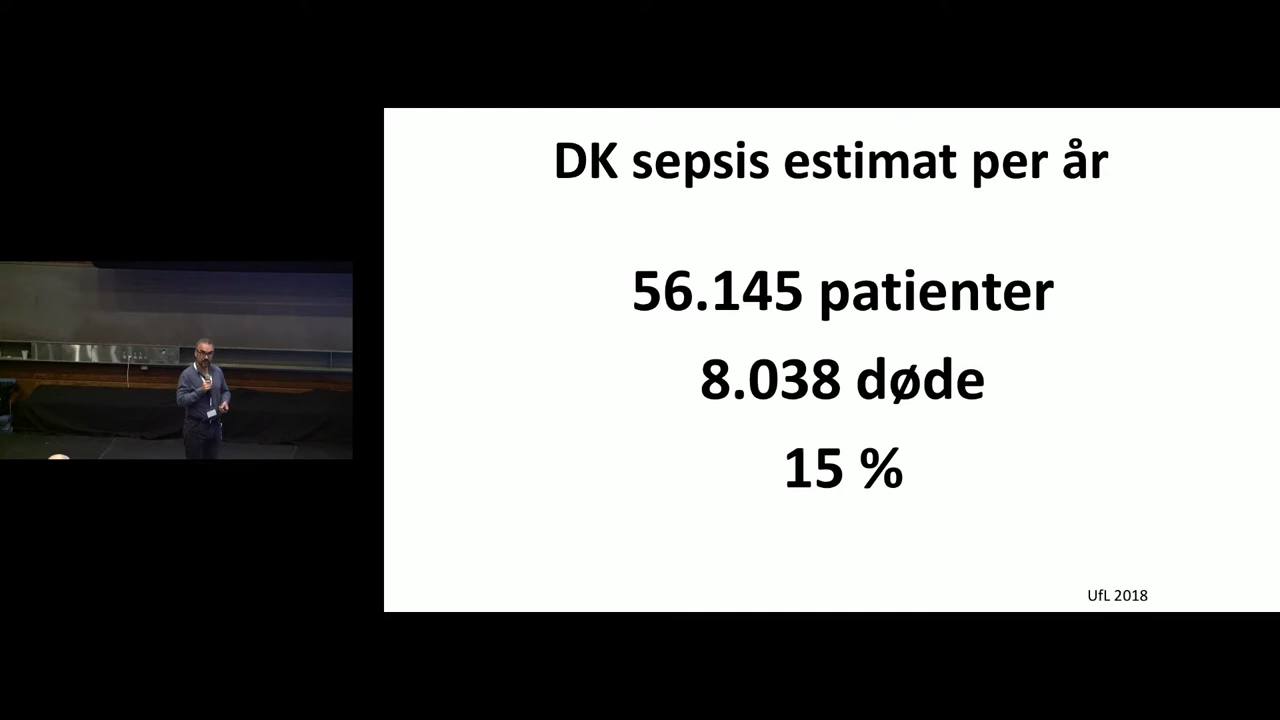 DK sepsis estimat per år
56.145 patienter
8.038 døde
15 %
UfL 2018